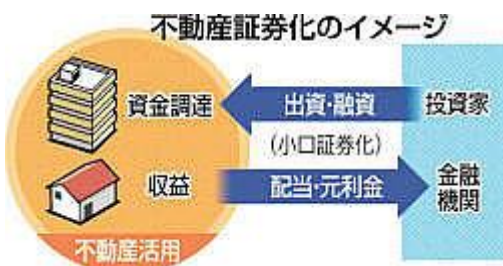 不動産証券化のイメージ
資金調達
出資・融資
投資家
(小口証券化)
収益
配当・元利金
金融
機関
不動産活用